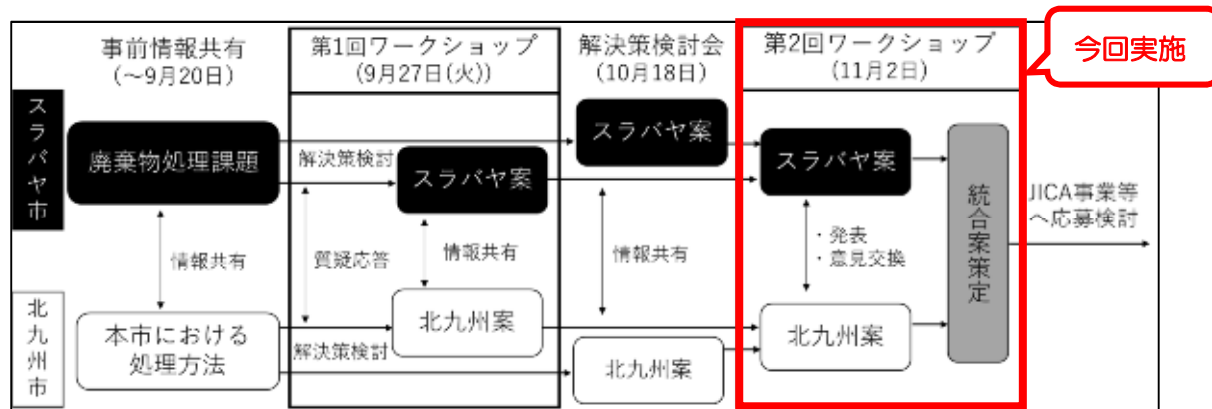 事前情報共有
(～9月20日)
第1回ワークショップ
(9月27日(火))
解決策検討会
(10月18日)
第2回ワークショップ
(11月2日)
今回実施
スラバヤ市
廃棄物処理課題
解決策検討
スラバヤ案
スラバヤ案
スラバヤ案
情報共有
質疑応答
情報共有
情報共有
・発表
・意見交換
統合案策定
JICA事業等
へ応募検討
北九州市
本市における
処理方法
解決策検討
北九州案
北九州案
北九州案